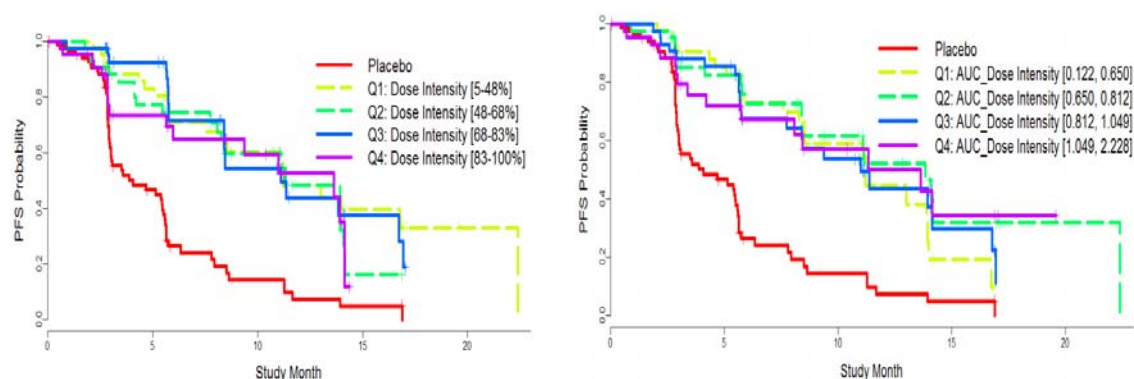 PFS Probability
1.0
0.8
0.6
0.4
0.2
0.0
Placebo
Q1: Dose Intensity [5-48%]
Q2: Dose Intensity [48-68%]
Q3: Dose Intensity [68-83%]
Q4: Dose Intensity [83-100%]
0 5 10 15 20
Study Month
PFS Probability
1.0
0.8
0.6
0.4
0.2
0.0
Placebo
Q1: AUC_Dose Intensity [0.122, 0.650]
Q2: AUC_Dose Intensity [0.650, 0.812]
Q3: AUC_Dose Intensity [0.812, 1.049]
Q4: AUC_Dose Intensity [1.049, 2.228]
0 5 10 15 20
Study Month